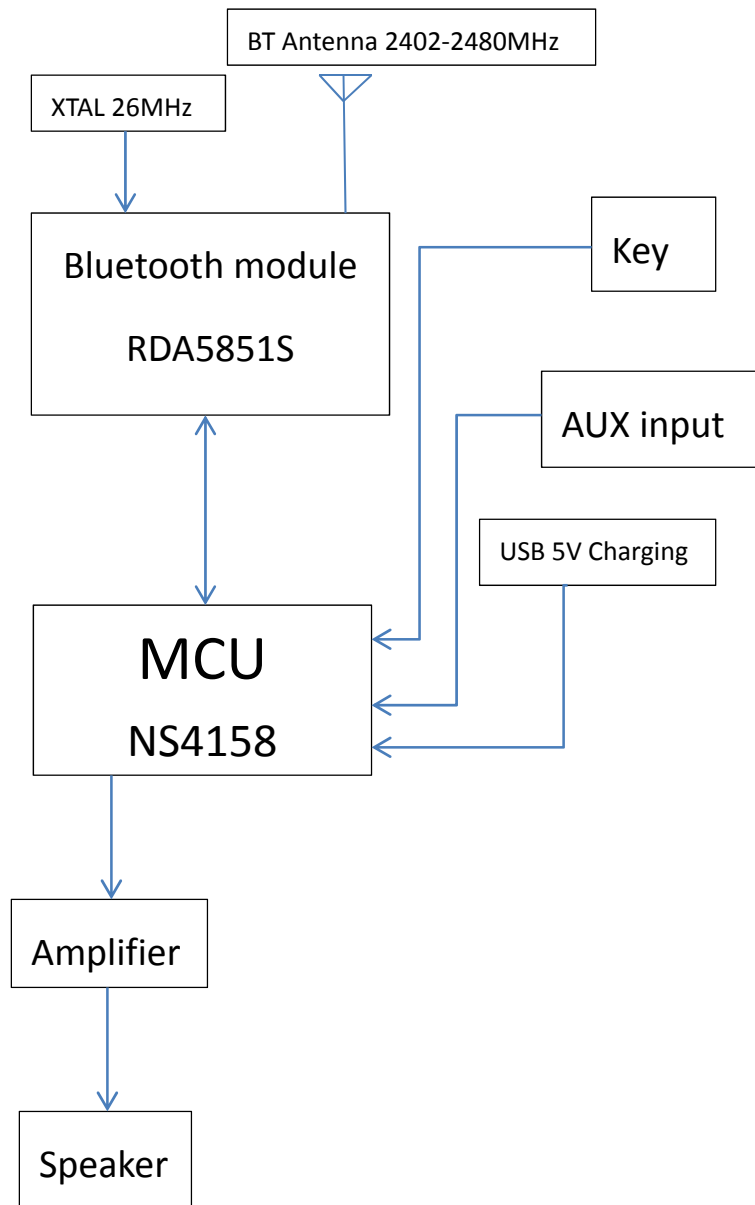 BT Antenna 2402-2480MHz
XTAL 26MHz
Bluetooth module
RDA5851S
Key
AUX input
USB 5V Charging
MCU
NS4158
Amplifier
Speaker